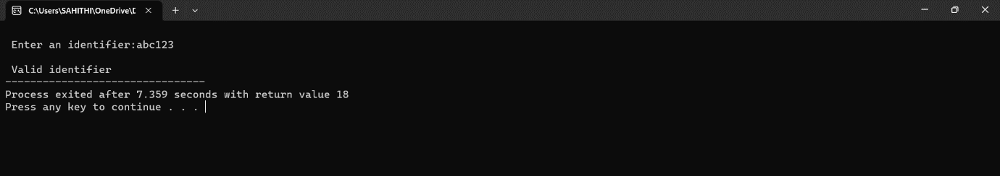 C:\Users\SAHITHI\OneDrive\D
Enter an identifier:abc123
Valid identifier
--------------------------------
Process exited after 7.359 seconds with return value 18
Press any key to continue . . .